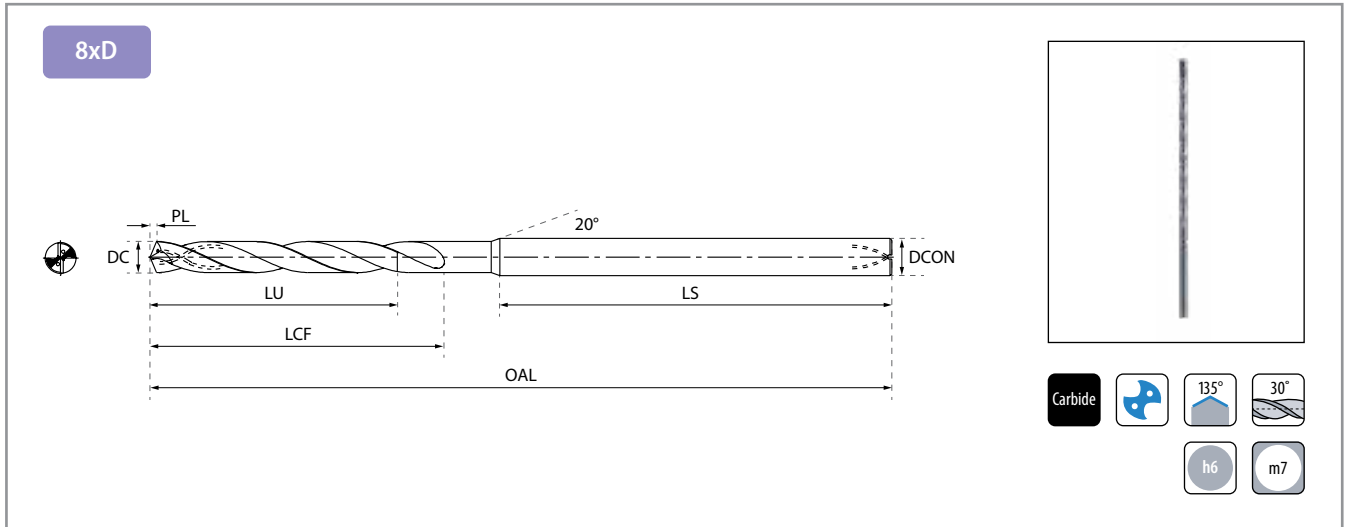 8xD
PL
20°
DC
DCON
LU
LS
LCF
OAL
Carbide
135°
30°
h6
m7